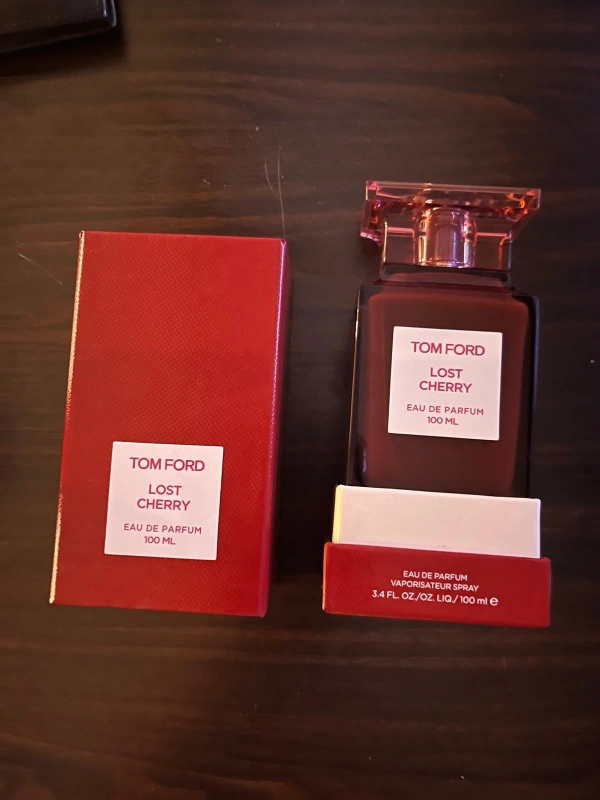 TOM FORD
LOST
CHERRY
EAU DE PARFUM
100 ML
TOM FORD
LOST
CHERRY
EAU DE PARFUM
100 ML
EAU DE PARFUM
VAPORISATEUR SPRAY
3.4 FL. OZ./OZ. LIQ./ 100 ml ℮